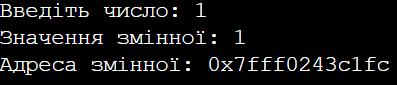 Введіть число: 1
Значення змінної: 1
Адреса змінної: 0x7fff0243c1fc